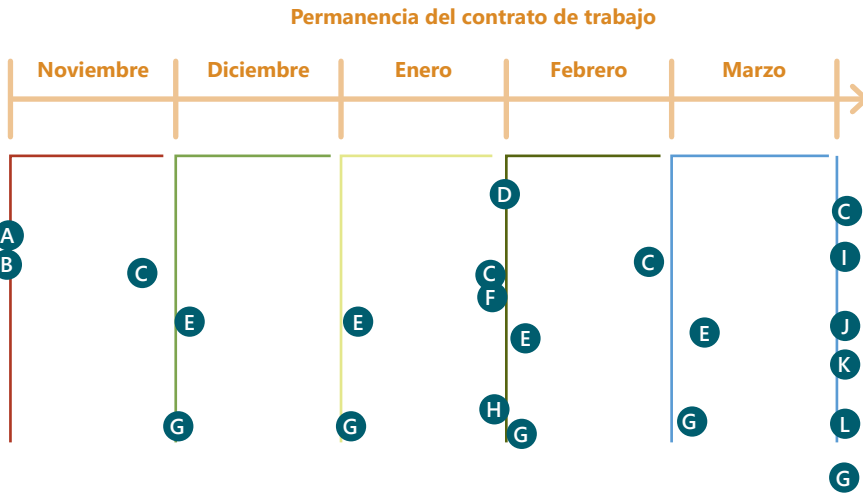 Permanencia del contrato de trabajo
Noviembre Diciembre Enero Febrero Marzo
D
C
A
B
C
C
C
I
F
E
E
E
E
J
K
H
G
G
G
G
L
G